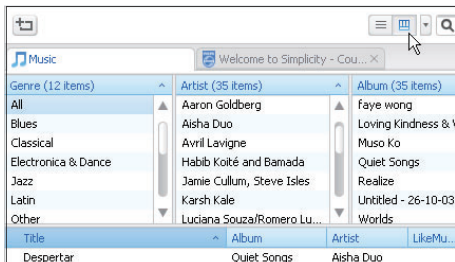 Music
Welcome to Simplicity - Cou...
Genre (12 items)
Artist (35 items)
Album (35 items)
All
Aaron Goldberg
faye wong
Blues
Aisha Duo
Loving Kindness &
Classical
Avril Lavigne
Muso Ko
Electronica & Dance
Habib Koité and Bamada
Quiet Songs
Jazz
Jamie Cullum, Steve Isles
Realize
Latin
Karsh Kale
Untitled - 26-10-03
Other
Luciana Souza/Romero Lu...
Worlds
Title
Album
Artist
LikeMu...
Despertar
Quiet Songs
Aisha Duo